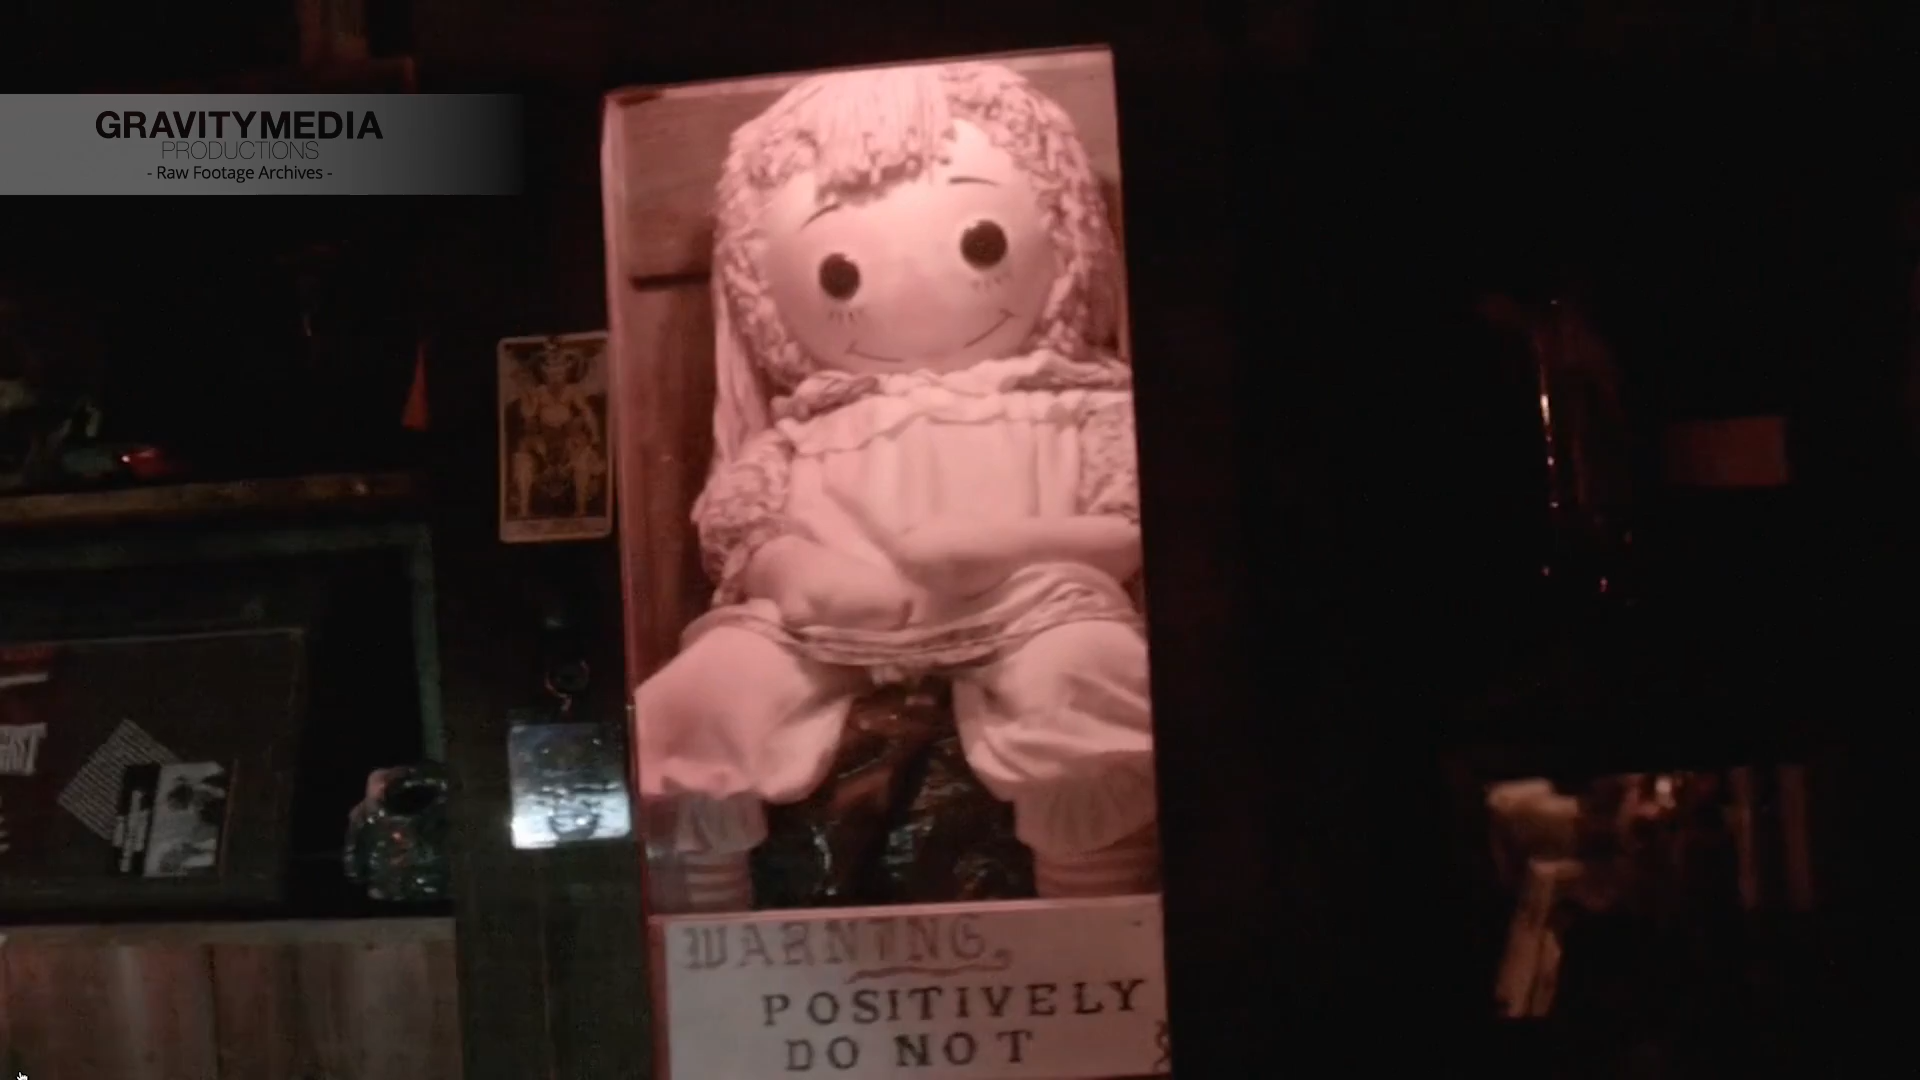 GRAVITYMEDIA
PRODUCTIONS
- Raw Footage Archives -
WARNING,
POSITIVELY
DO NOT